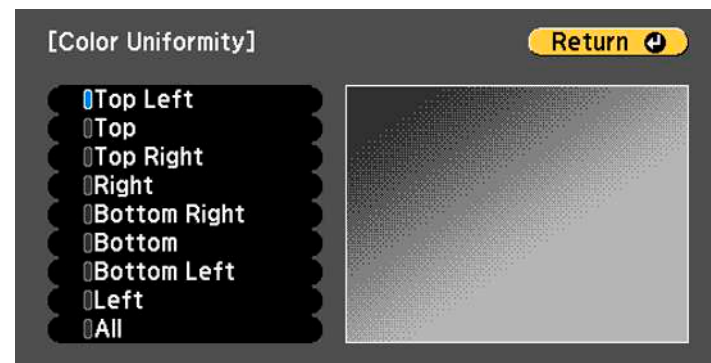 [Color Uniformity]
Return
Top Left
Top
Top Right
Right
Bottom Right
Bottom
Bottom Left
Left
All